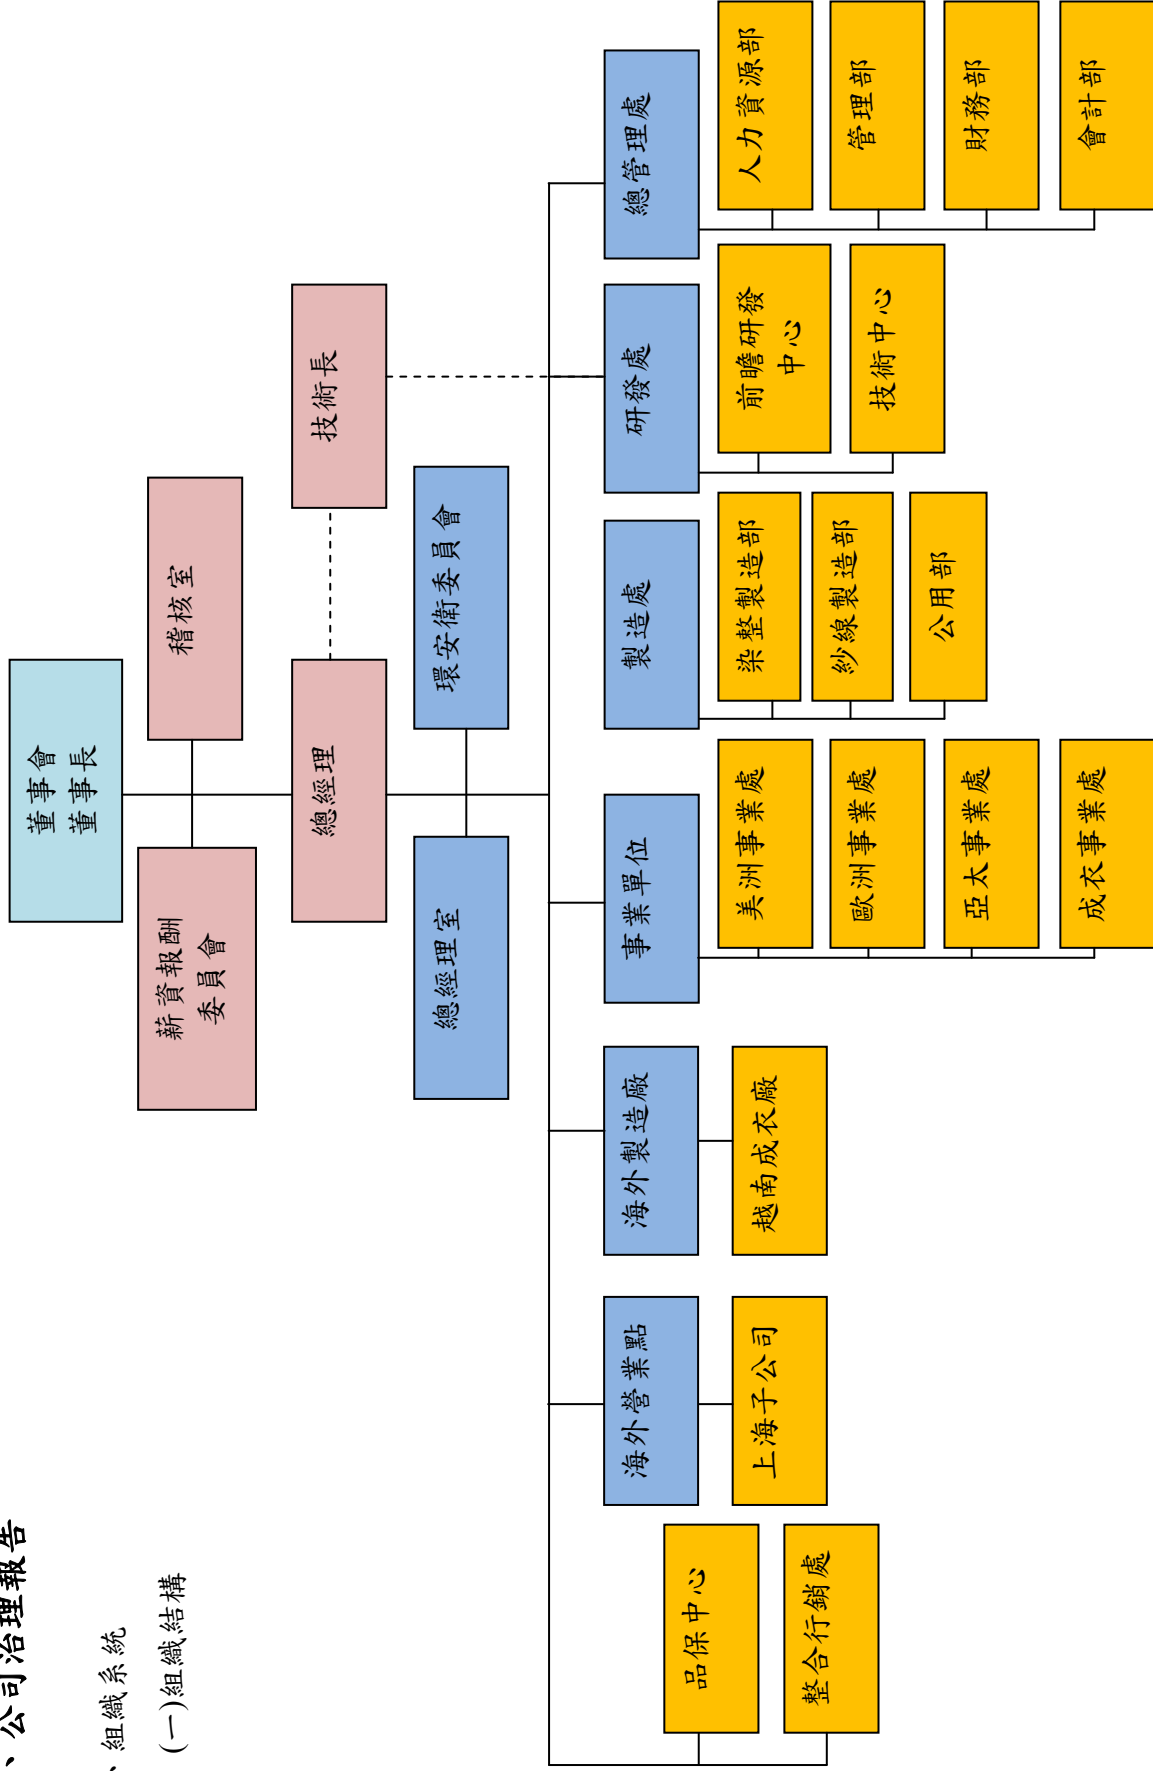 、公司治理報告
、組織系統
(一)組織結構
董事會
董事長
薪資報酬
委員會
稽核室
總經理
技術長
總經理室
環安衛委員會
品保中心
整合行銷處
海外營業點
上海子公司
海外製造廠
越南成衣廠
事業單位
美洲事業處
歐洲事業處
亞太事業處
成衣事業處
製造處
染整製造部
紗線製造部
公用部
研發處
前瞻研發
中心
技術中心
總管理處
人力資源部
管理部
財務部
會計部